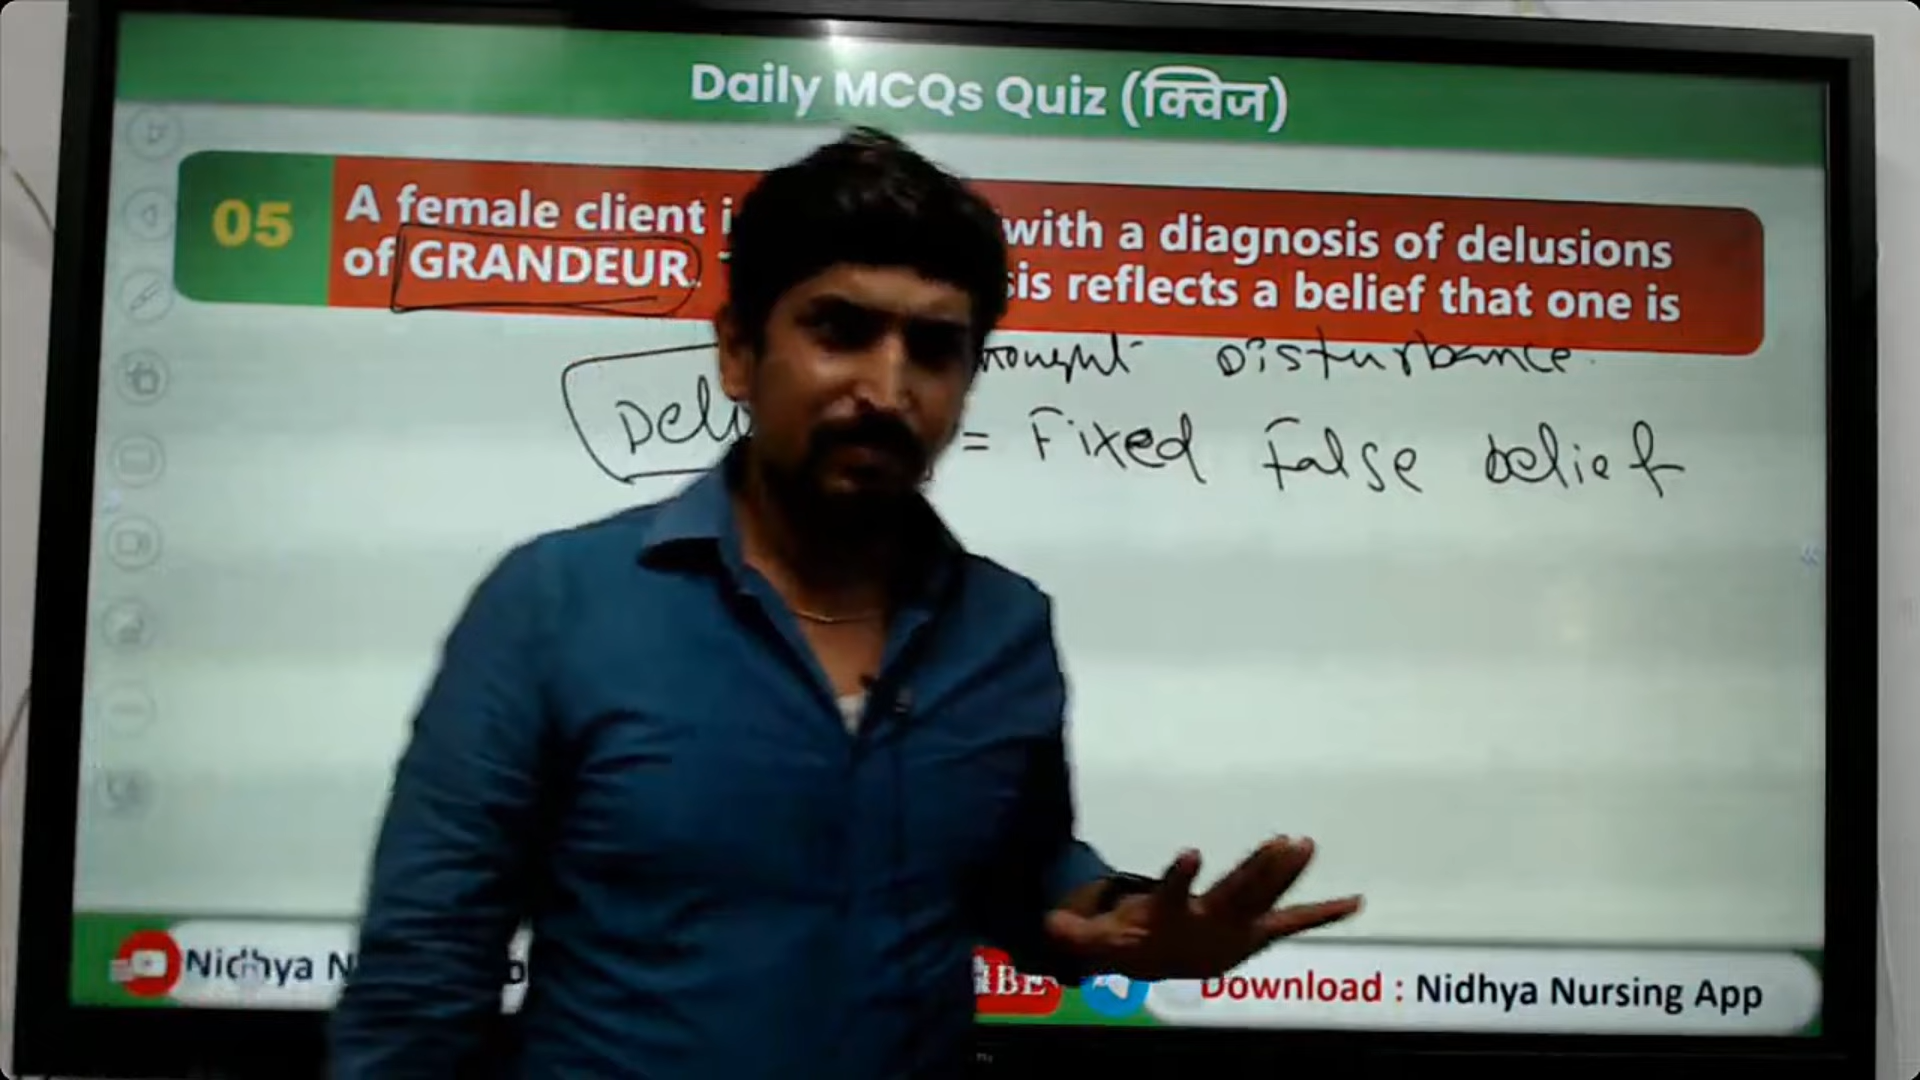 Daily MCQs Quiz (क्विज)
05
A female client with a diagnosis of delusions
of GRANDEUR. reflects a belief that one is
Disturbance.
= Fixed False belief
Nidhya
Download : Nidhya Nursing App